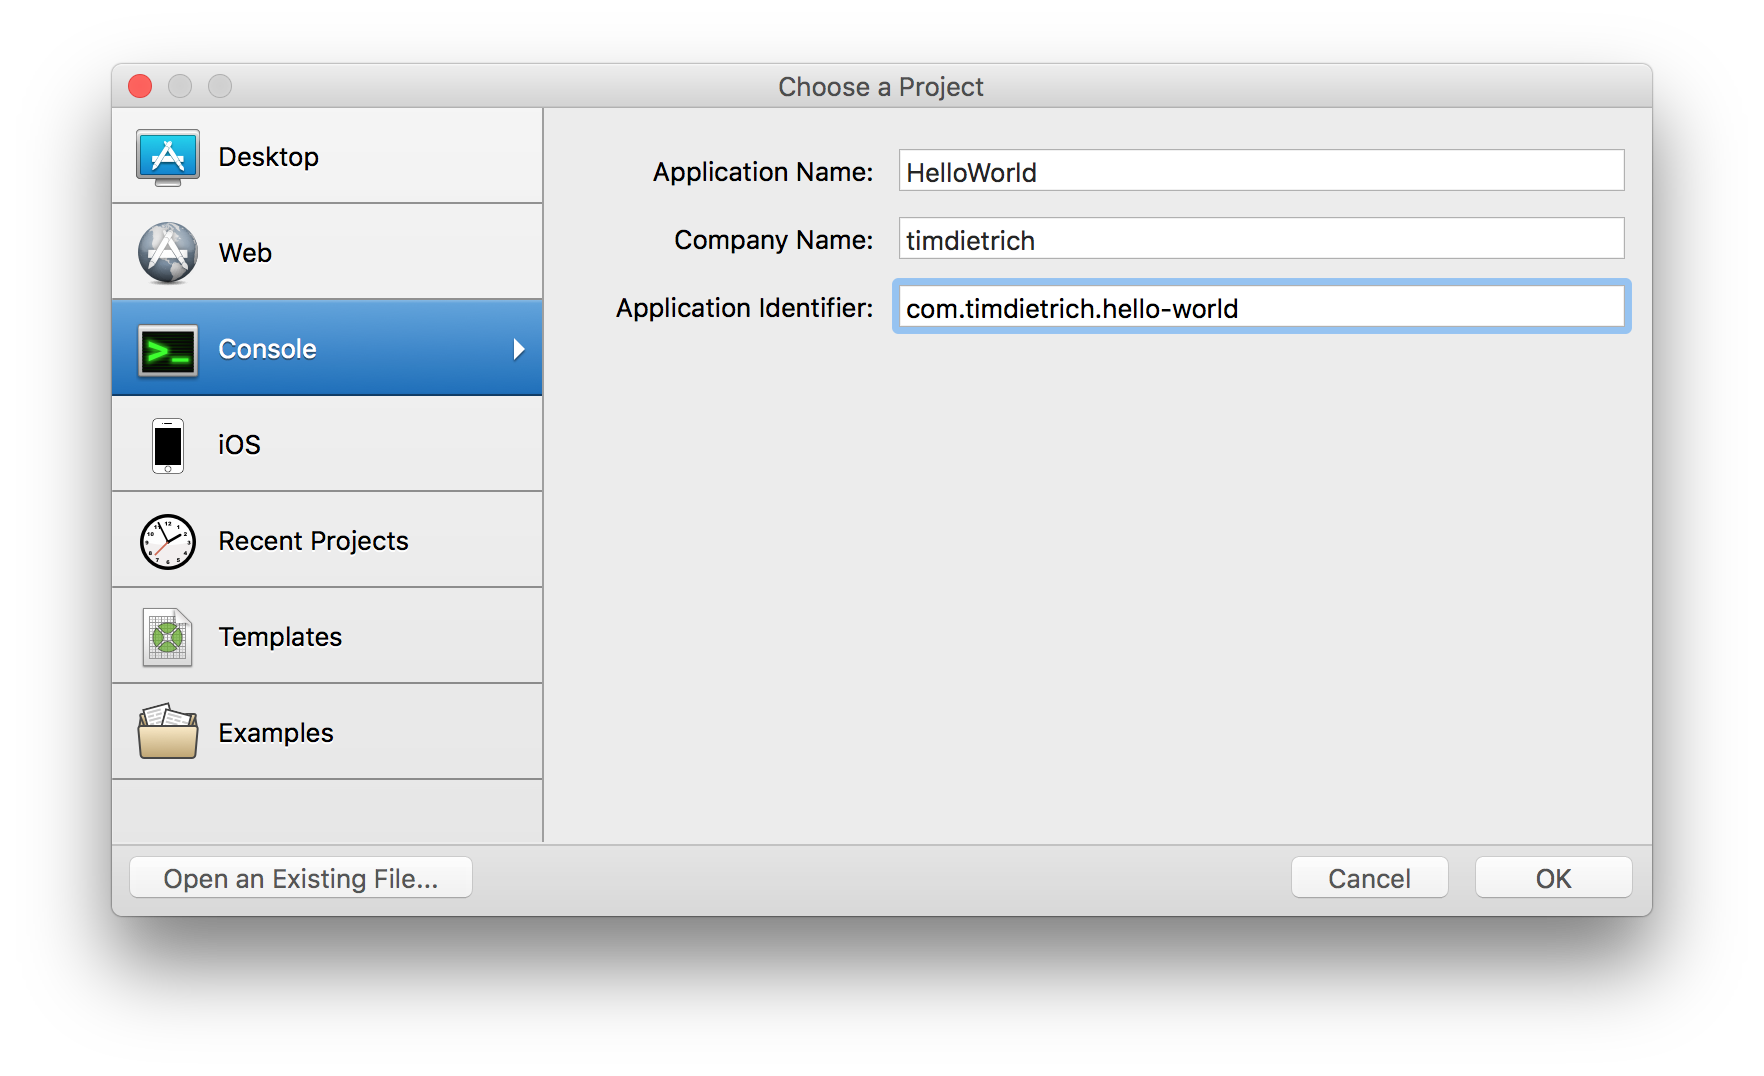 Choose a Project
Desktop
Web
Console
iOS
Recent Projects
Templates
Examples
Application Name: HelloWorld
Company Name: timdietrich
Application Identifier: com.timdietrich.hello-world
Open an Existing File...
Cancel
OK